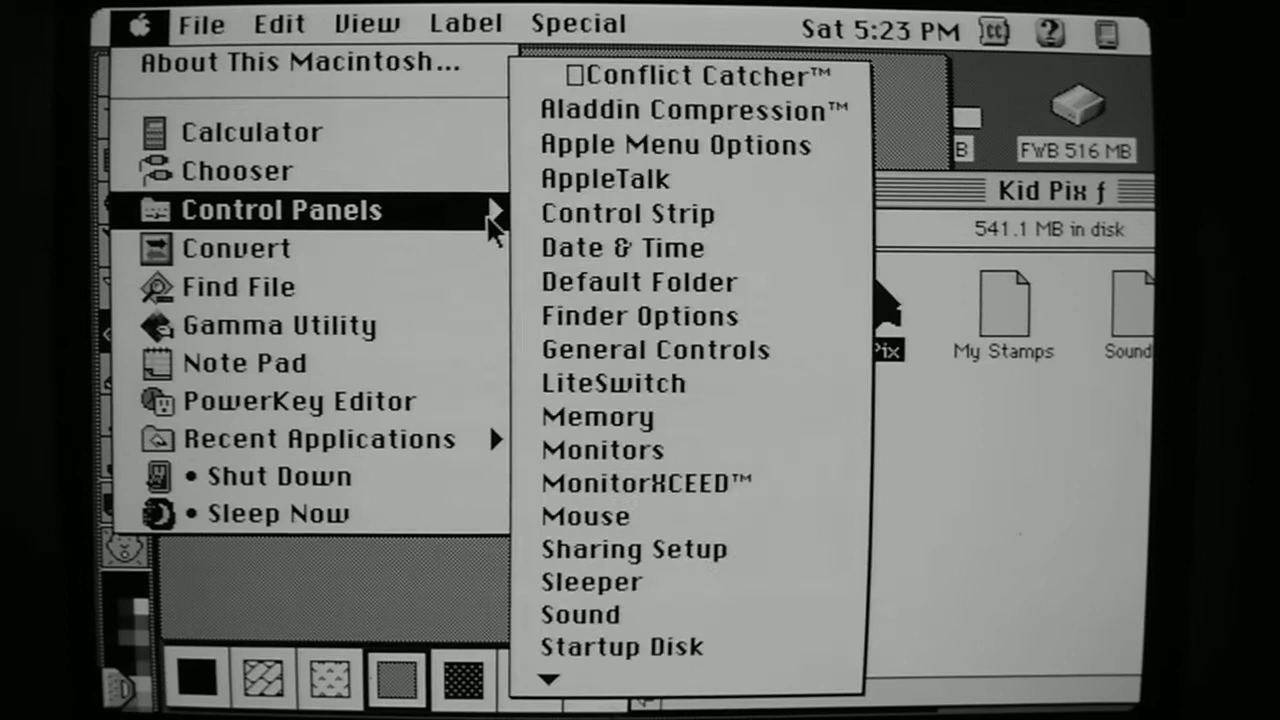 File Edit View Label Special Sat 5:23 PM
About This Macintosh...
Calculator
Chooser
Control Panels
Convert
Find File
Gamma Utility
Note Pad
PowerKey Editor
Recent Applications
• Shut Down
• Sleep Now
Conflict Catcher™
Aladdin Compression™
Apple Menu Options
AppleTalk
Control Strip
Date & Time
Default Folder
Finder Options
General Controls
LiteSwitch
Memory
Monitors
MonitorXCEED™
Mouse
Sharing Setup
Sleeper
Sound
Startup Disk
B
FWB 516 MB
Kid Pix ƒ
541.1 MB in disk
Pix
My Stamps
Sound